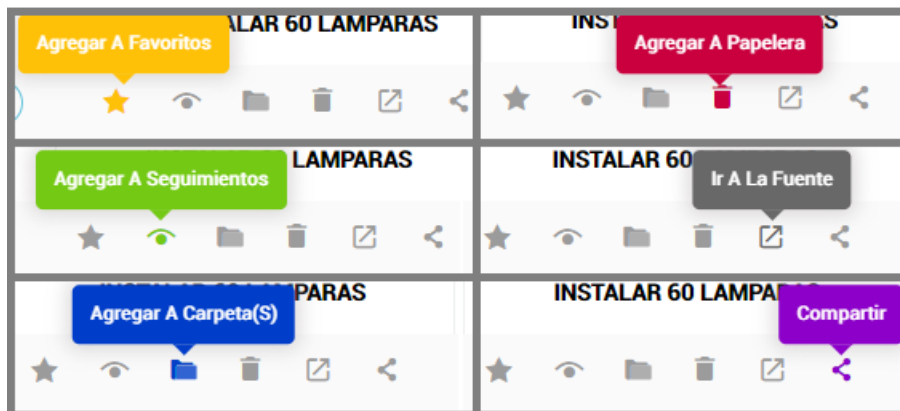 ALAR 60 LAMPARAS
Agregar A Favoritos
INS
S
Agregar A Papelera
LAMPARAS
Agregar A Seguimientos
INSTALAR 60
Ir A La Fuente
PARAS
Agregar A Carpeta(S)
INSTALAR 60 LAMPA
Compartir